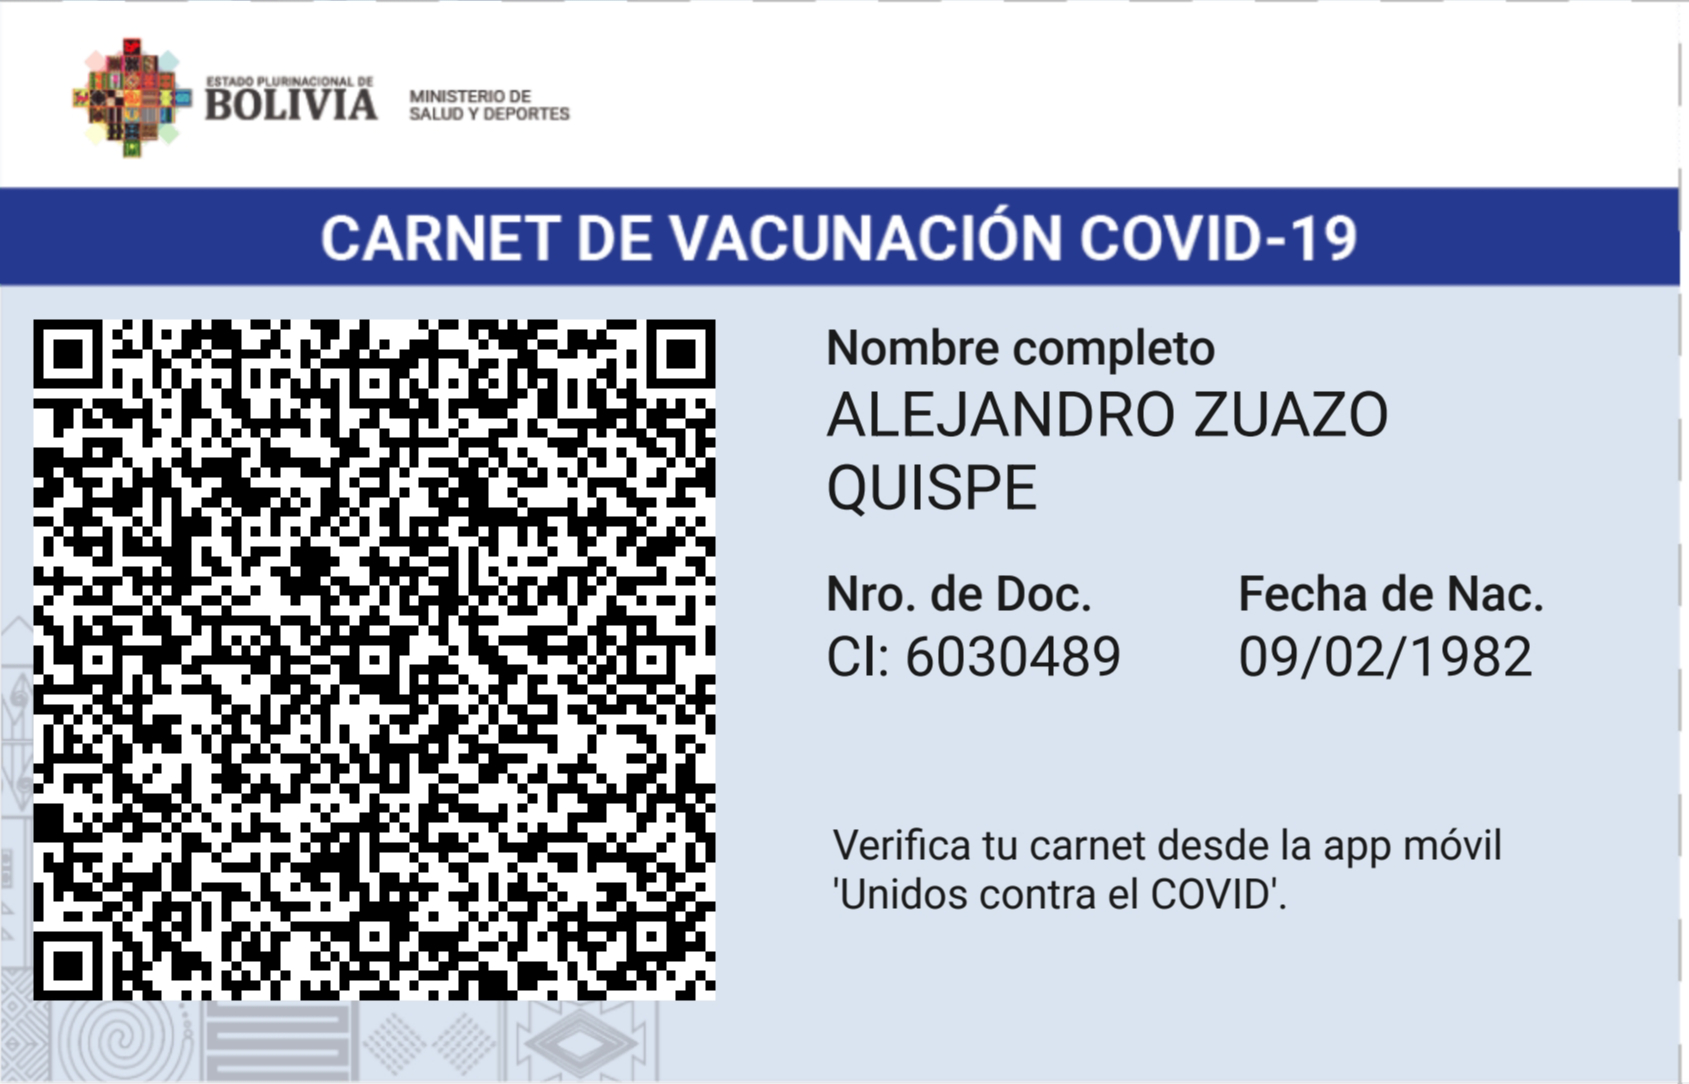 ESTADO PLURINACIONAL DE
BOLIVIA
MINISTERIO DE
SALUD Y DEPORTES
CARNET DE VACUNACIÓN COVID-19
Nombre completo
ALEJANDRO ZUAZO
QUISPE
Nro. de Doc.
CI: 6030489
Fecha de Nac.
09/02/1982
Verifica tu carnet desde la app móvil
'Unidos contra el COVID'.